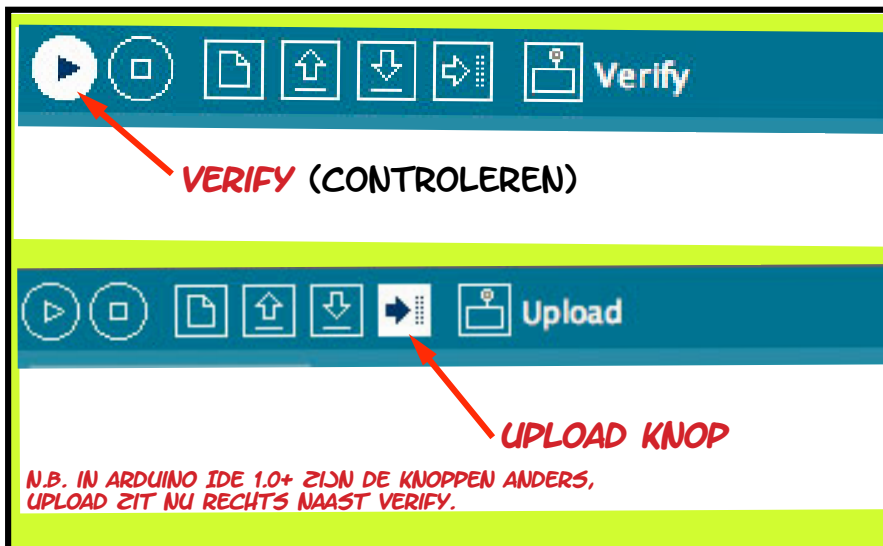 Verify
VERIFY (CONTROLEREN)
Upload
UPLOAD KNOP
N.B. IN ARDUINO IDE 1.0+ ZIJN DE KNOPPEN ANDERS,
UPLOAD ZIT NU RECHTS NAAST VERIFY.